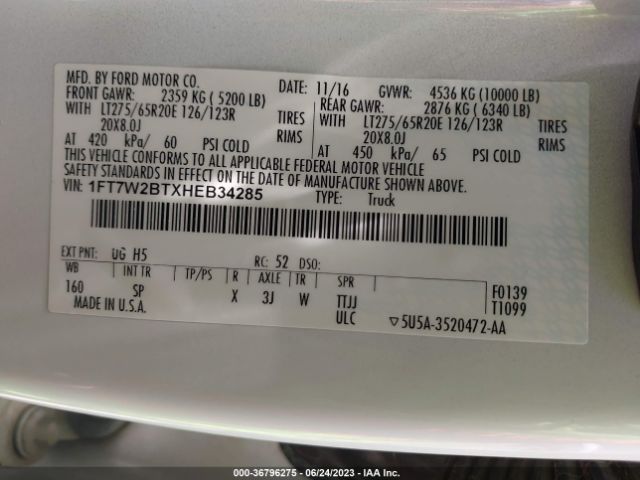 MFD. BY FORD MOTOR CO. DATE: 11/16 GVWR: 4536 KG (10000 LB)
FRONT GAWR: 2359 KG (5200 LB) REAR GAWR: 2876 KG (6340 LB)
WITH LT275/65R20E 126/123R TIRES WITH LT275/65R20E 126/123R TIRES
20X8.0J RIMS 20X8.0J RIMS
AT 420 kPa/ 60 PSI COLD AT 450 kPa/ 65 PSI COLD
THIS VEHICLE CONFORMS TO ALL APPLICABLE FEDERAL MOTOR VEHICLE
SAFETY STANDARDS IN EFFECT ON THE DATE OF MANUFACTURE SHOWN ABOVE.
VIN: 1FT7W2BTXHEB34285 TYPE: Truck
EXT PNT: UG H5 RC: 52 DSO:
WB INT TR TP/PS R AXLE TR SPR F0139
160 SP X 3J W TTJJ T1099
MADE IN U.S.A. ULC ▽5U5A-3520472-AA
000-36796275 - 06/24/2023 - IAA Inc.